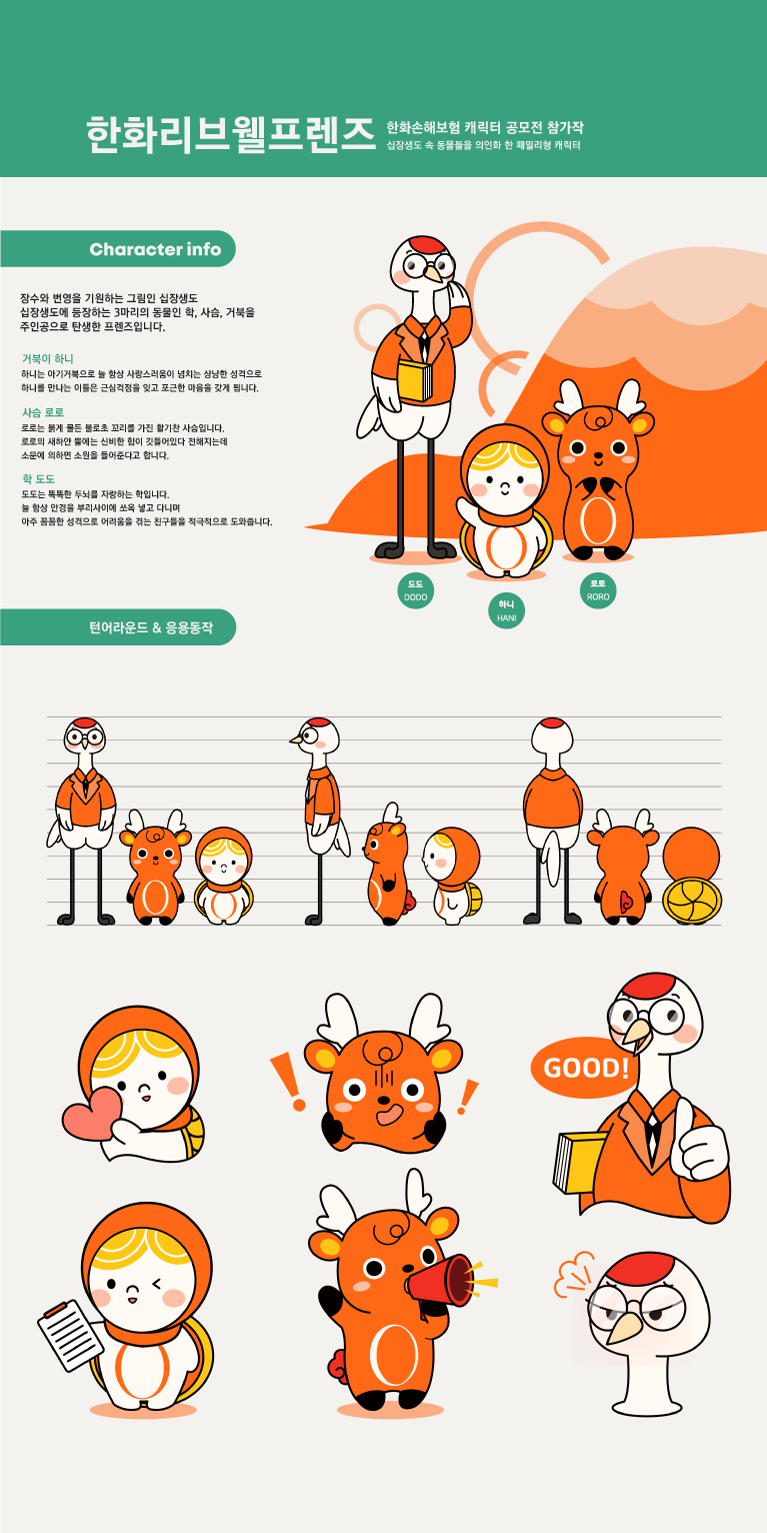 한화리브웰프렌즈
한화손해보험 캐릭터 공모전 참가작
십장생도 속 동물들을 의인화 한 패밀리형 캐릭터
Character info
장수와 번영을 기원하는 그림인 십장생도
십장생도에 등장하는 3마리의 동물인 학, 사슴, 거북을
주인공으로 탄생한 프렌즈입니다.
거북이 하니
하니는 아기거북으로 늘 항상 사랑스러움이 넘치는 상냥한 성격으로
하니를 만나는 이들은 근심걱정을 잊고 포근한 마음을 갖게 됩니다.
사슴 로로
로로는 붉게 물든 불로초 꼬리를 가진 활기찬 사슴입니다.
로로의 새하얀 뿔에는 신비한 힘이 깃들어있다 전해지는데
소문에 의하면 소원을 들어준다고 합니다.
학 도도
도도는 똑똑한 두뇌를 자랑하는 학입니다.
늘 항상 안경을 부리사이에 쏘옥 넣고 다니며
아주 꼼꼼한 성격으로 어려움을 겪는 친구들을 적극적으로 도와줍니다.
도도
DODO
하니
HANI
로로
RORO
턴어라운드 & 응용동작
GOOD!